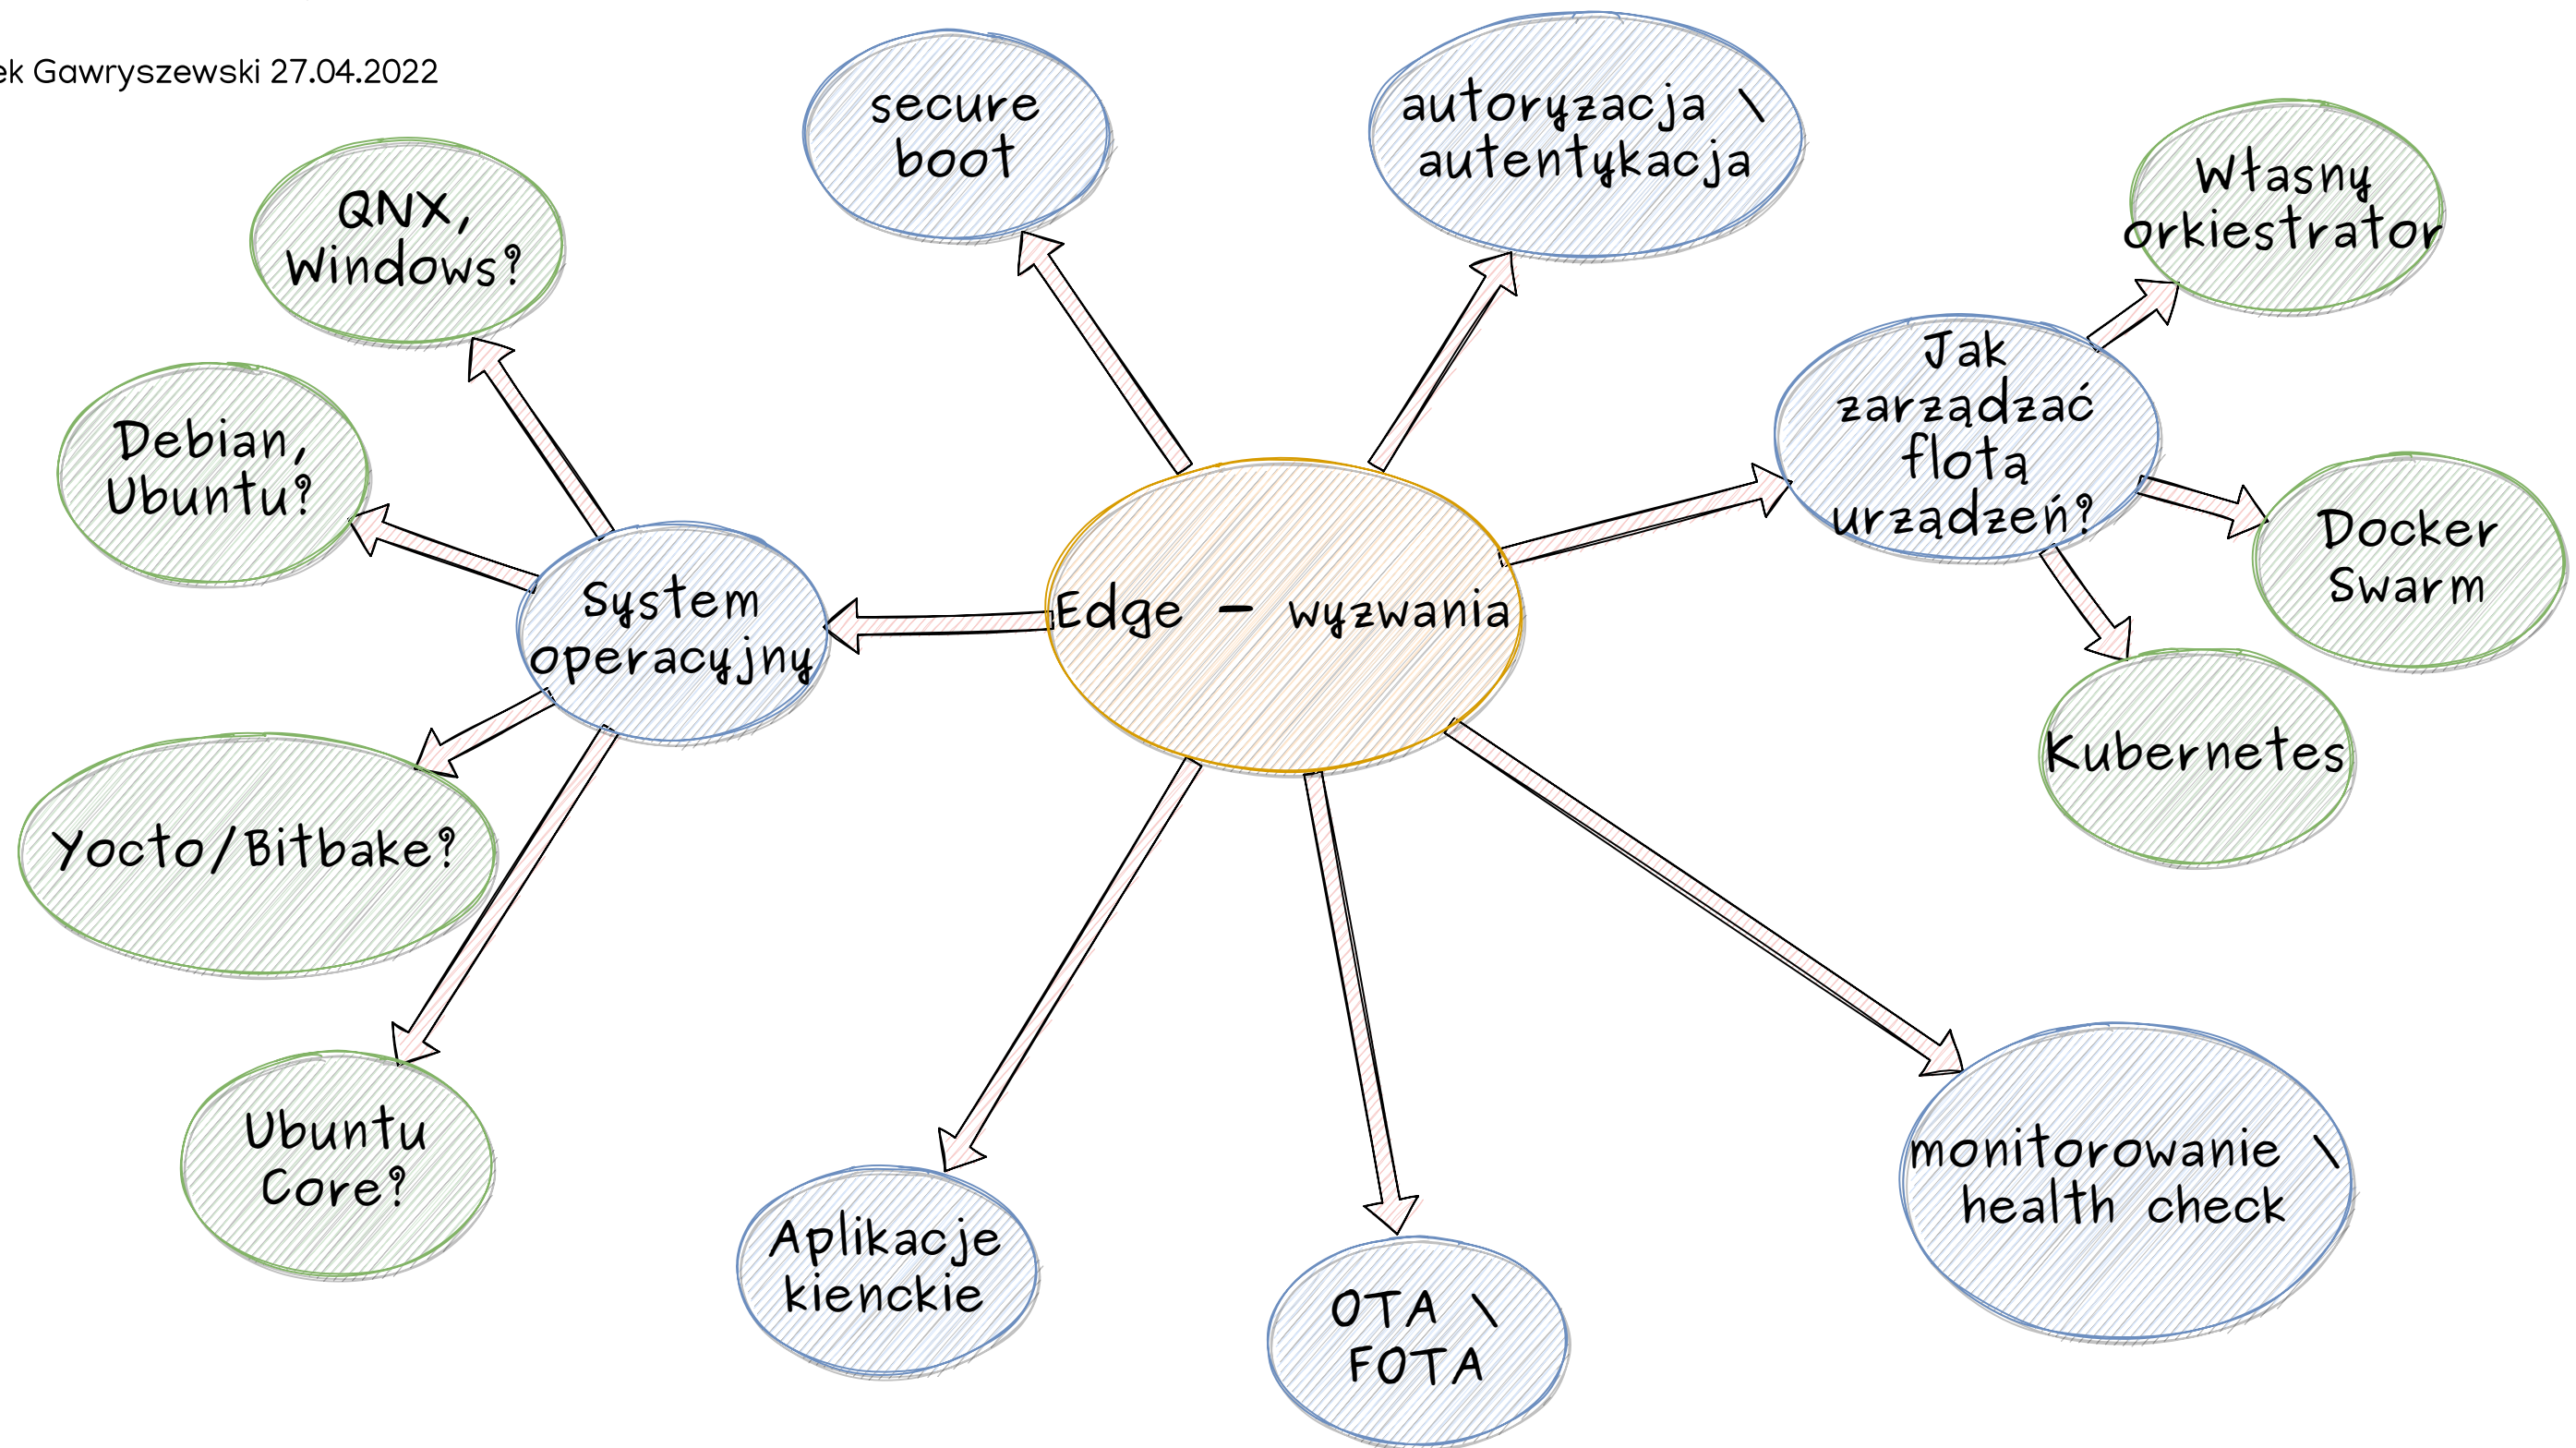 ek Gawryszewski 27.04.2022
secure
boot
autoryzacja \
autentykacja
QNX,
Windows?
Własny
orkiestrator
Debian,
Ubuntu?
Jak
zarządzać
flotą
urządzeń?
System
operacyjny
Edge - wyzwania
Docker
Swarm
Kubernetes
Yocto/Bitbake?
Ubuntu
Core?
Aplikacje
kienckie
OTA \
FOTA
monitorowanie \
health check